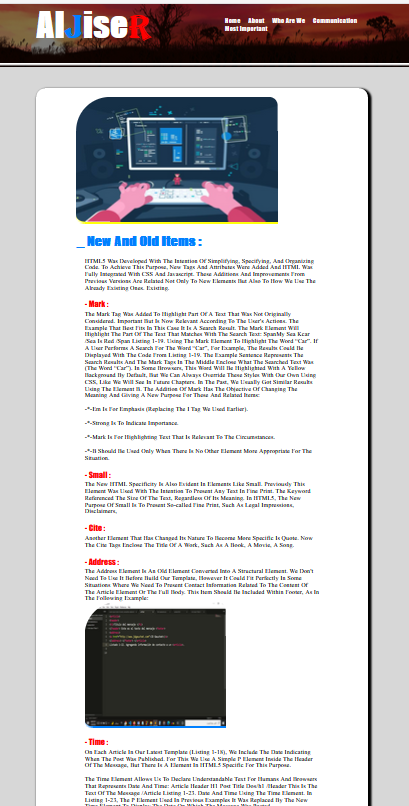 AlJiseR
Home About Who Are We Communication
Most Important
_ New And Old Items :
HTML5 Was Developed With The Intention Of Simplifying, Specifying, And Organizing
Code. To Achieve This Purpose, New Tags And Attributes Were Added And HTML Was
Fully Integrated With CSS And Javascript. These Additions And Improvements From
Previous Versions Are Related Not Only To New Elements But Also To How We Use The
Already Existing Ones. Existing.
- Mark :
The Mark Tag Was Added To Highlight Part Of A Text That Was Not Originally
Considered. Important But Is Now Relevant According To The User's Actions. The
Example That Best Fits In This Case It Is A Search Result. The Mark Element Will
Highlight The Part Of The Text That Matches With The Search Text: SpanMy Sea Kcar
/Sea Is Red /Span Listing 1-19. Using The Mark Element To Highlight The Word "Car". If
A User Performs A Search For The Word "Car", For Example, The Results Could Be
Displayed With The Code From Listing 1-19. The Example Sentence Represents The
Search Results And The Mark Tags In The Middle Enclose What The Searched Text Was
(The Word "Car"). In Some Browsers, This Word Will Be Highlighted With A Yellow
Background By Default, But We Can Always Override These Styles With Our Own Using
CSS, Like We Will See In Future Chapters. In The Past, We Usually Got Similar Results
Using The Element B. The Addition Of Mark Has The Objective Of Changing The
Meaning And Giving A New Purpose For These And Related Items:
-*-Em Is For Emphasis (Replacing The I Tag We Used Earlier).
-*-Strong Is To Indicate Importance.
-*-Mark Is For Highlighting Text That Is Relevant To The Circumstances.
-*-B Should Be Used Only When There Is No Other Element More Appropriate For The
Situation.
- Small :
The New HTML Specificity Is Also Evident In Elements Like Small. Previously This
Element Was Used With The Intention To Present Any Text In Fine Print. The Keyword
Referenced The Size Of The Text, Regardless Of Its Meaning. In HTML5, The New
Purpose Of Small Is To Present So-called Fine Print, Such As Legal Impressions,
Disclaimers,
- Cite :
Another Element That Has Changed Its Nature To Become More Specific Is Quote. Now
The Cite Tags Enclose The Title Of A Work, Such As A Book, A Movie, A Song.
- Address :
The Address Element Is An Old Element Converted Into A Structural Element. We Don't
Need To Use It Before Build Our Template, However It Could Fit Perfectly In Some
Situations Where We Need To Present Contact Information Related To The Content Of
The Article Element Or The Full Body. This Item Should Be Included Within Footer, As In
The Following Example:
- Time :
On Each Article In Our Latest Template (Listing 1-18), We Include The Date Indicating
When The Post Was Published. For This We Use A Simple P Element Inside The Header
Of The Message, But There Is A Element In HTML5 Specific For This Purpose.
The Time Element Allows Us To Declare Understandable Text For Humans And Browsers
That Represents Date And Time: Article Header H1 Post Title Dos/h1 /Header This Is The
Text Of The Message /Article Listing 1-23. Date And Time Using The Time Element. In
Listing 1-23, The P Element Used In Previous Examples It Was Replaced By The New